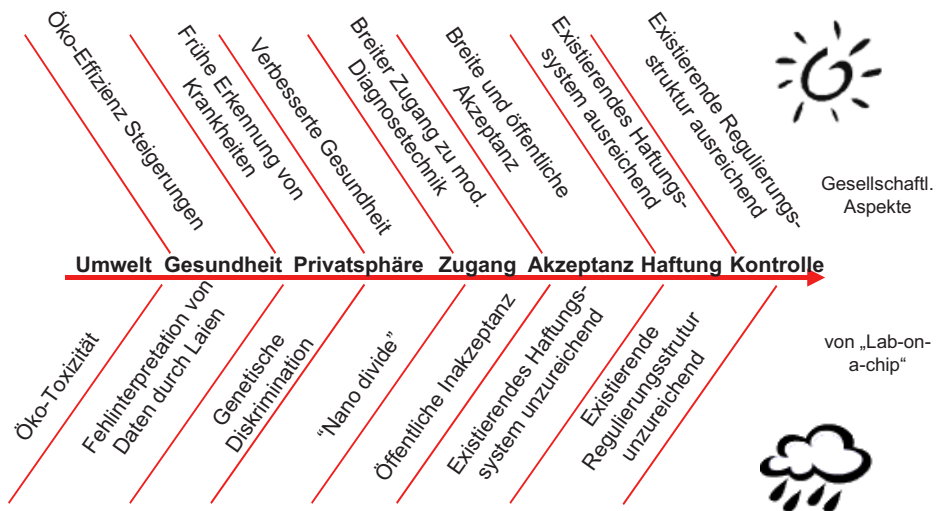 Öko-Effizienz Steigerungen
Frühe Erkennung von
Krankheiten
Verbesserte Gesundheit
Breiter Zugang zu mod.
Diagnosetechnik
Breite und öffentliche
Akzeptanz
Existierendes Haftungs-
system ausreichend
Existierende Regulierungs-
struktur ausreichend
Gesellschaftl.
Aspekte
Umwelt Gesundheit Privatsphäre Zugang Akzeptanz Haftung Kontrolle
Öko-Toxizität
Fehlinterpretation von
Daten durch Laien
Genetische
Diskrimination
“Nano divide”
Öffentliche Inakzeptanz
Existierendes Haftungs-
system unzureichend
Existierende
Regulierungsstrutur
unzureichend
von „Lab-on-
a-chip“